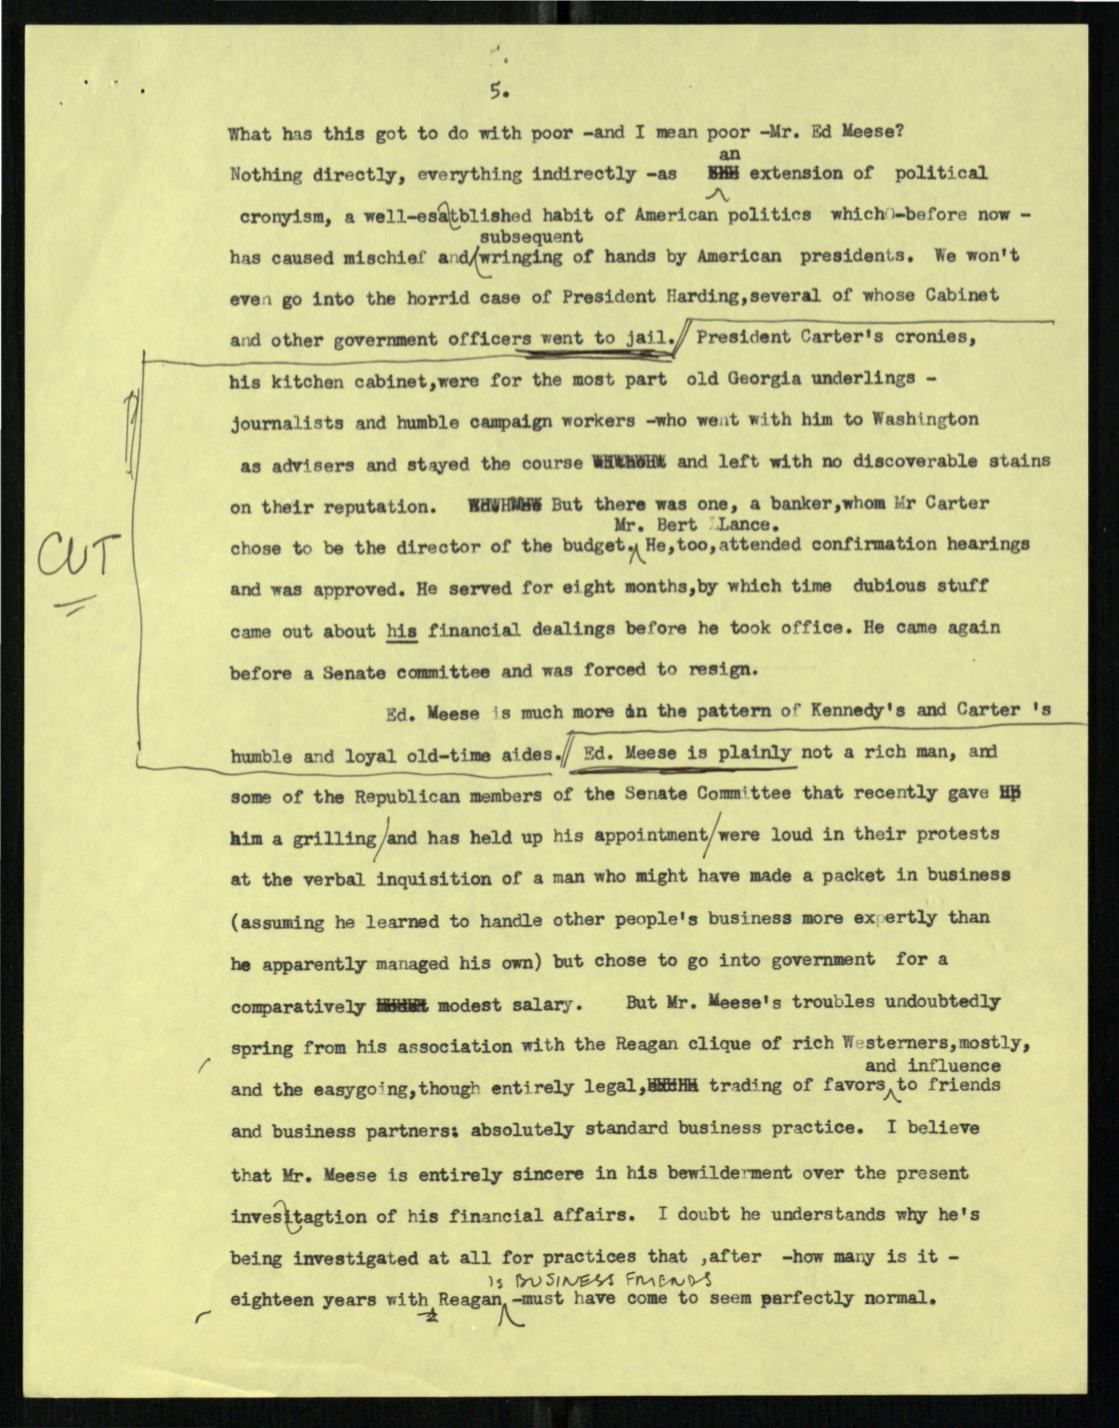 5.
What has this got to do with poor -and I mean poor -Mr. Ed Meese?
an
Nothing directly, everything indirectly -as extension of political
cronyism, a well-esatblished habit of American politics which -before now -
subsequent
has caused mischief and/wringing of hands by American presidents. We won't
even go into the horrid case of President Harding,several of whose Cabinet
and other government officers went to jail.// President Carter's cronies,
his kitchen cabinet,were for the most part old Georgia underlings -
journalists and humble campaign workers -who went with him to Washington
as advisers and stayed the course and left with no discoverable stains
on their reputation. But there was one, a banker,whom Mr Carter
Mr. Bert Lance.
CUT
chose to be the director of the budget. He,too,attended confirmation hearings
and was approved. He served for eight months,by which time dubious stuff
came out about his financial dealings before he took office. He came again
before a Senate committee and was forced to resign.
Ed. Meese is much more in the pattern of Kennedy's and Carter 's
humble and loyal old-time aides.// Ed. Meese is plainly not a rich man, and
some of the Republican members of the Senate Committee that recently gave
him a grilling/and has held up his appointment/were loud in their protests
at the verbal inquisition of a man who might have made a packet in business
(assuming he learned to handle other people's business more expertly than
he apparently managed his own) but chose to go into government for a
comparatively modest salary. But Mr. Meese's troubles undoubtedly
spring from his association with the Reagan clique of rich Westerners,mostly,
and influence
and the easygoing,though entirely legal, trading of favors to friends
and business partners: absolutely standard business practice. I believe
that Mr. Meese is entirely sincere in his bewilderment over the present
invesitagtion of his financial affairs. I doubt he understands why he's
being investigated at all for practices that ,after -how many is it -
is BUSINESS FRIENDS
eighteen years with Reagan -must have come to seem perfectly normal.